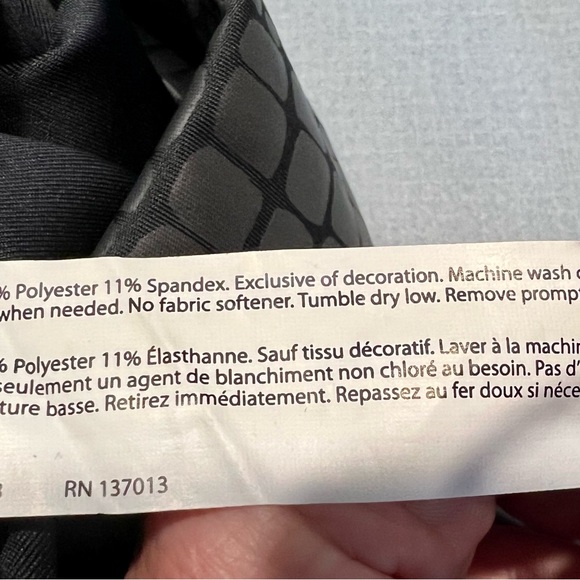 % Polyester 11% Spandex. Exclusive of decoration. Machine wash
when needed. No fabric softener. Tumble dry low. Remove promp
% Polyester 11% Élasthanne. Sauf tissu décoratif. Laver à la machin
seulement un agent de blanchiment non chloré au besoin. Pas d'
ture basse. Retirez immédiatement. Repassez au fer doux si néce
RN 137013